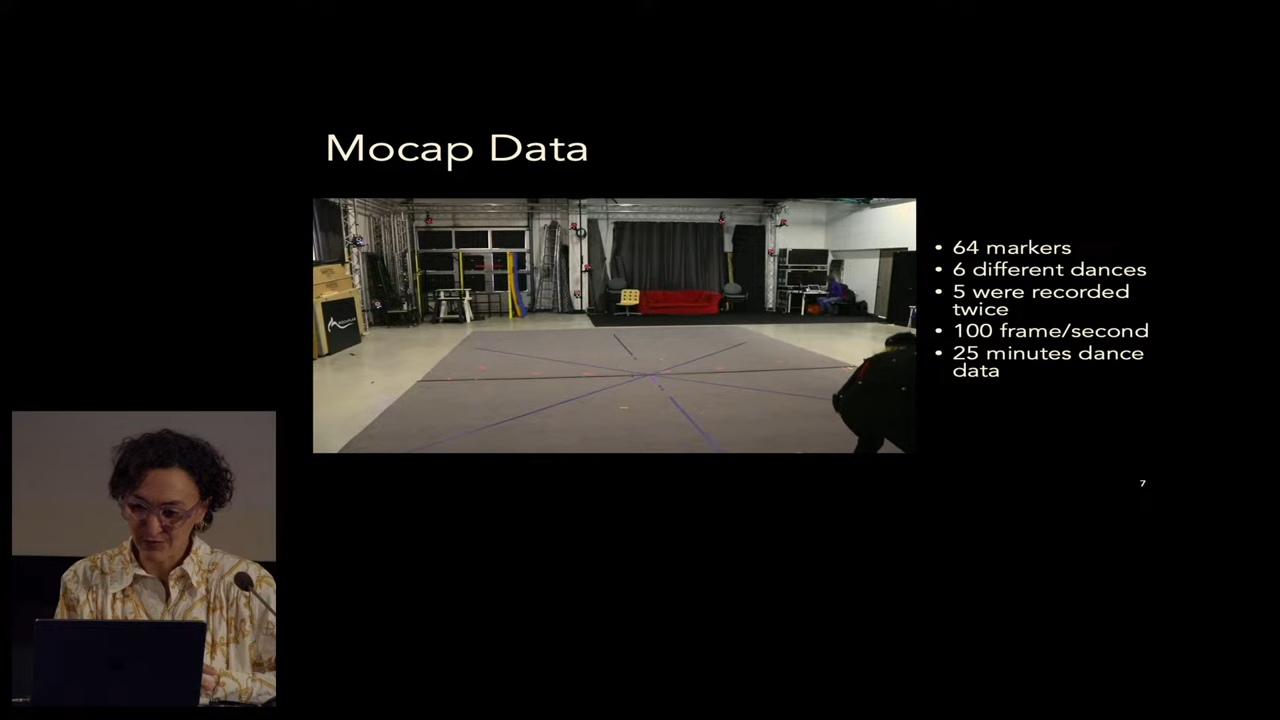 Mocap Data
• 64 markers
• 6 different dances
• 5 were recorded
twice
• 100 frame/second
• 25 minutes dance
data
7